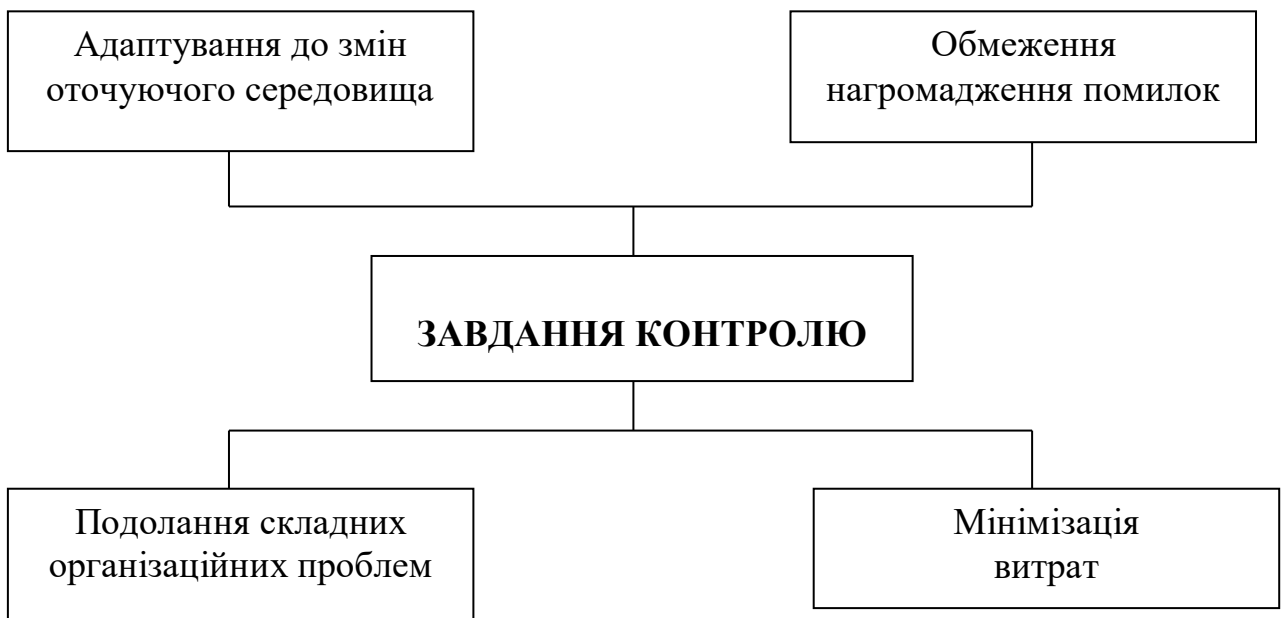 Адаптування до змін
оточуючого середовища
Обмеження
нагромадження помилок
ЗАВДАННЯ КОНТРОЛЮ
Подолання складних
організаційних проблем
Мінімізація
витрат